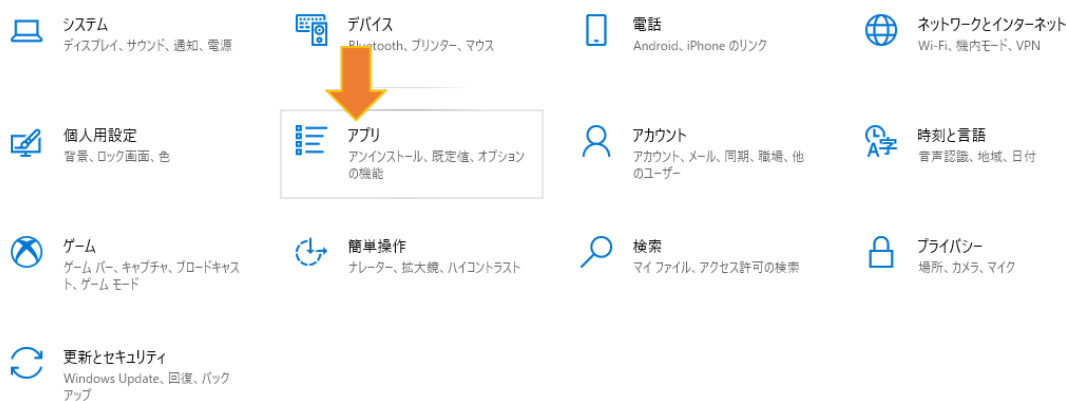 システム
ディスプレイ、サウンド、通知、電源
デバイス
Bluetooth、プリンター、マウス
電話
Android、iPhone のリンク
ネットワークとインターネット
Wi-Fi、機内モード、VPN
個人用設定
背景、ロック画面、色
アプリ
アンインストール、既定値、オプション
の機能
アカウント
アカウント、メール、同期、職場、他
のユーザー
時刻と言語
音声認識、地域、日付
ゲーム
ゲーム バー、キャプチャ、ブロードキャス
ト、ゲーム モード
簡単操作
ナレーター、拡大鏡、ハイコントラスト
検索
マイ ファイル、アクセス許可の検索
プライバシー
場所、カメラ、マイク
更新とセキュリティ
Windows Update、回復、バック
アップ